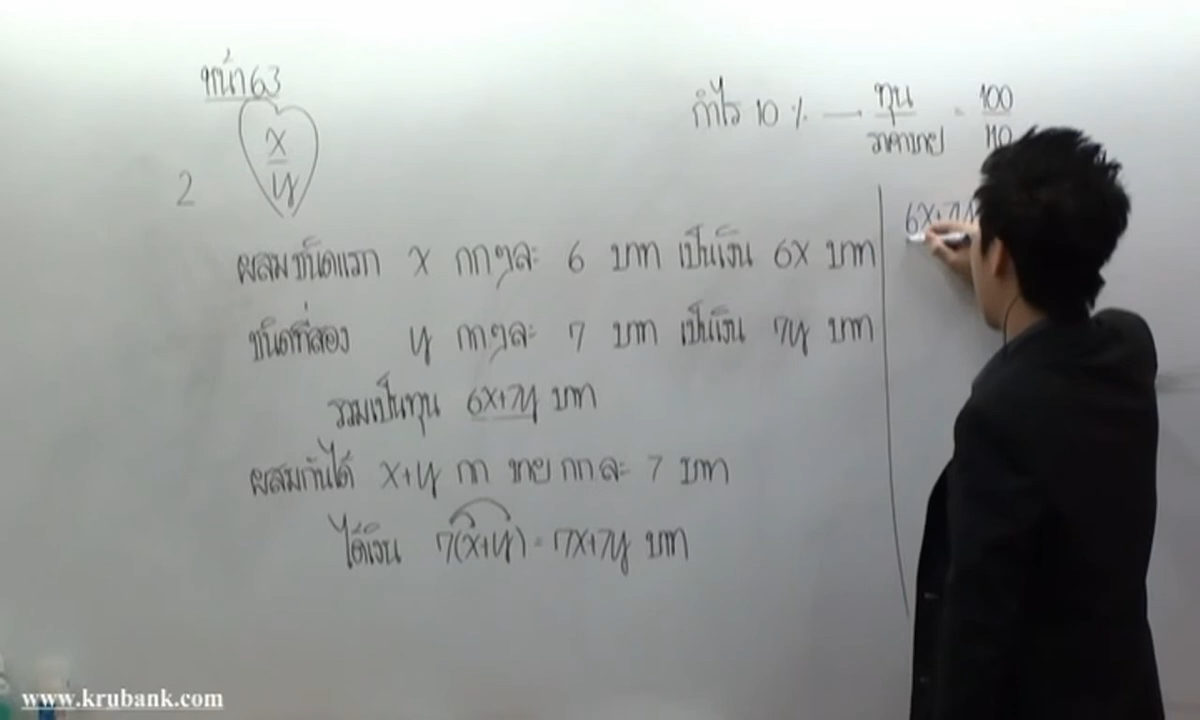 หน้า 63
x
y
2
ผสมชนิดแรก x กกๆละ 6 บาท เป็นเงิน 6x บาท
ชนิดที่สอง y กกๆละ 7 บาท เป็นเงิน 7y บาท
รวมเป็นทุน 6x+7y บาท
ผสมกันได้ x+y กก ขาย กก ละ 7 บาท
ได้เงิน 7(x+y) = 7x+7y บาท
กำไร 10 % — ทุน = 100
ราคาขาย 110
6x+7y
www.krubank.com